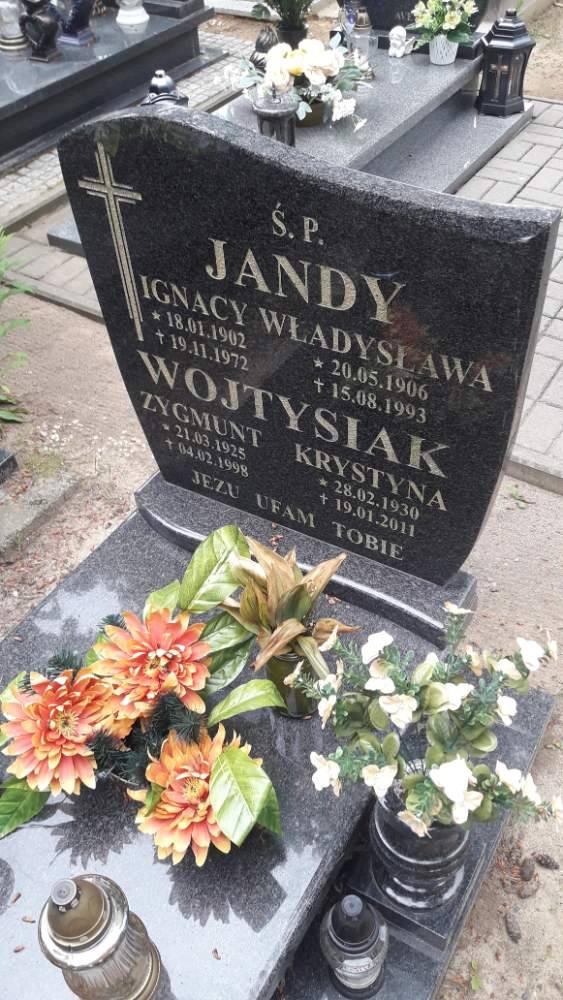 Ś. P.
JANDY
IGNACY WŁADYSŁAWA
* 18.01.1902 * 20.05.1906
+ 19.11.1972 + 15.08.1993
WOJTYSIAK
ZYGMUNT KRYSTYNA
* 21.03.1925 * 28.02.1930
+ 04.02.1998 + 19.01.2011
JEZU UFAM TOBIE